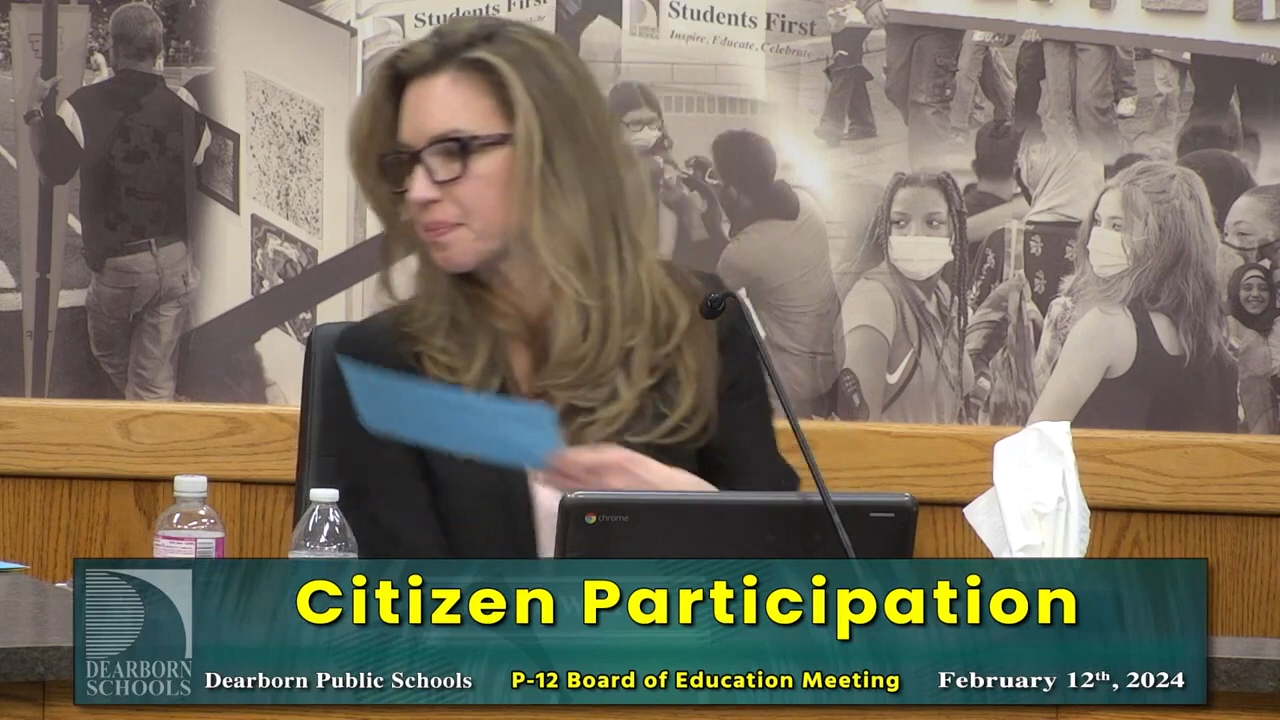 Students First
Students First
Inspire, Educate, Celebrate
chrome
Citizen Participation
DEARBORN
SCHOOLS
Dearborn Public Schools
P-12 Board of Education Meeting
February 12th, 2024